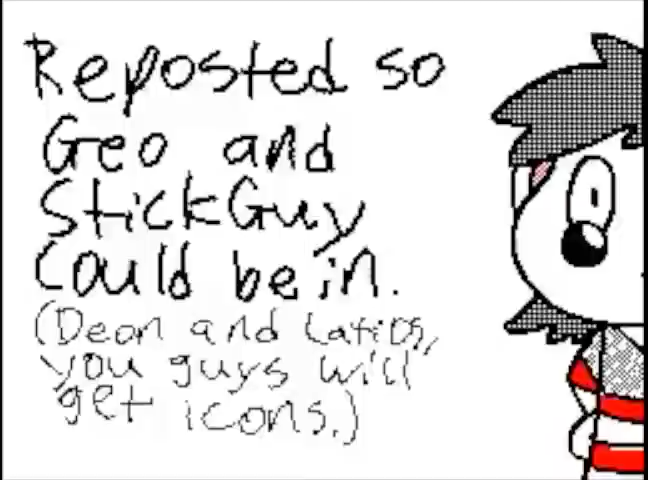 Reposted so
Geo and
StickGuy
Could be in.
(Deon and Latios,
you guys will
get icons.)